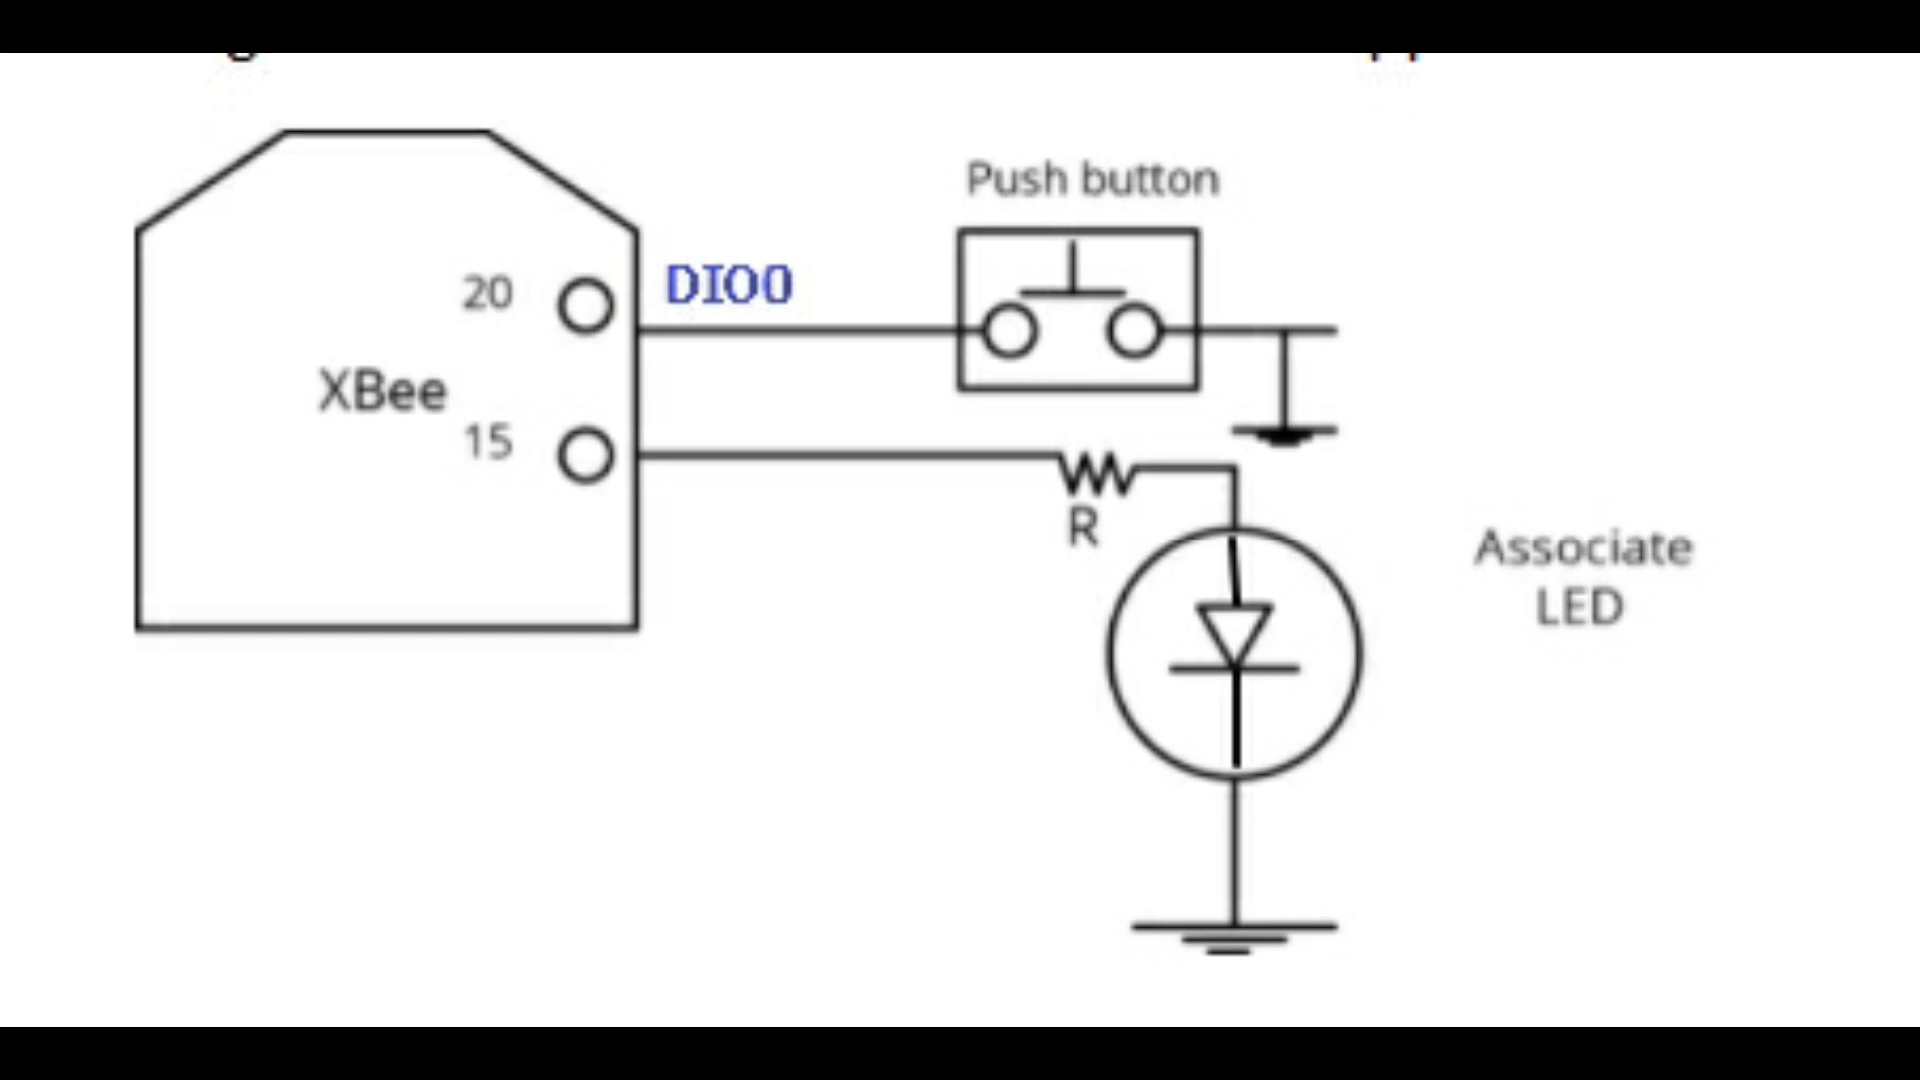 Push button
20
DIO0
XBee
15
R
Associate
LED